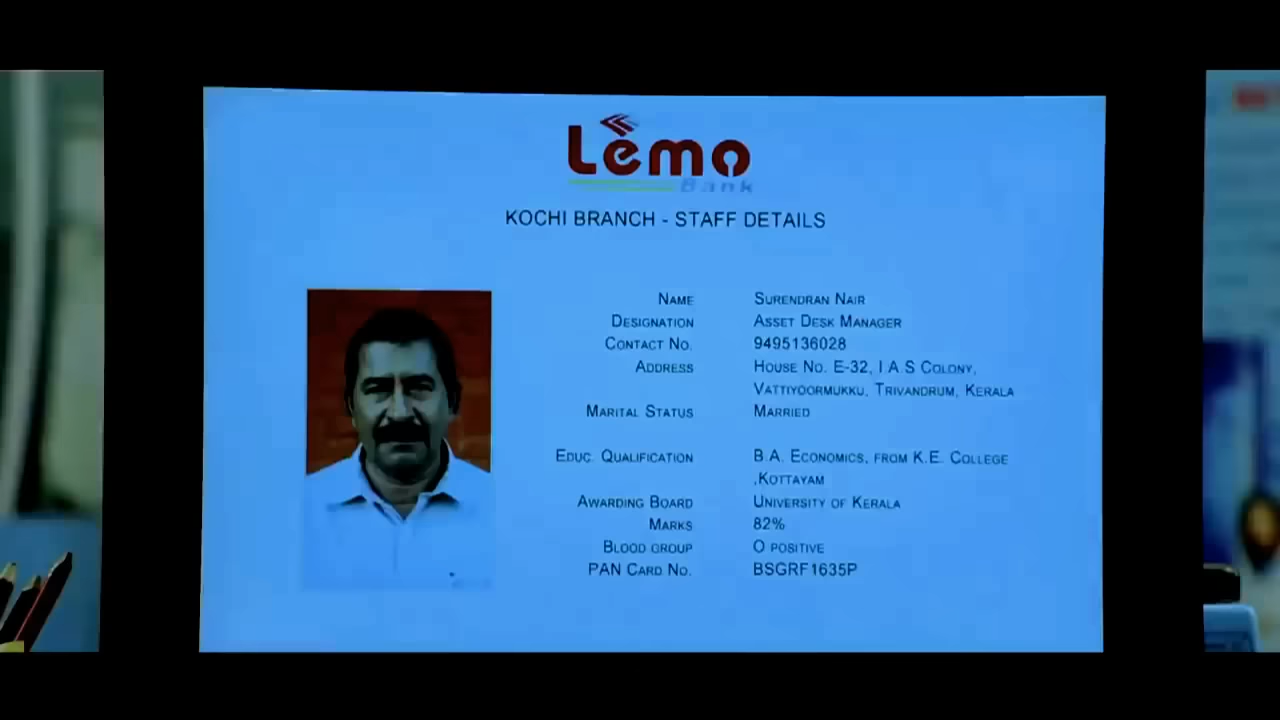 Lemo
Bank
KOCHI BRANCH - STAFF DETAILS
NAME SURENDRAN NAIR
DESIGNATION ASSET DESK MANAGER
CONTACT NO. 9495136028
ADDRESS HOUSE NO. E-32, I A S COLONY,
VATTIYOORMUKKU, TRIVANDRUM, KERALA
MARITAL STATUS MARRIED
EDUC. QUALIFICATION B.A. ECONOMICS, FROM K.E. COLLEGE
,KOTTAYAM
AWARDING BOARD UNIVERSITY OF KERALA
MARKS 82%
BLOOD GROUP O POSITIVE
PAN CARD NO. BSGRF1635P